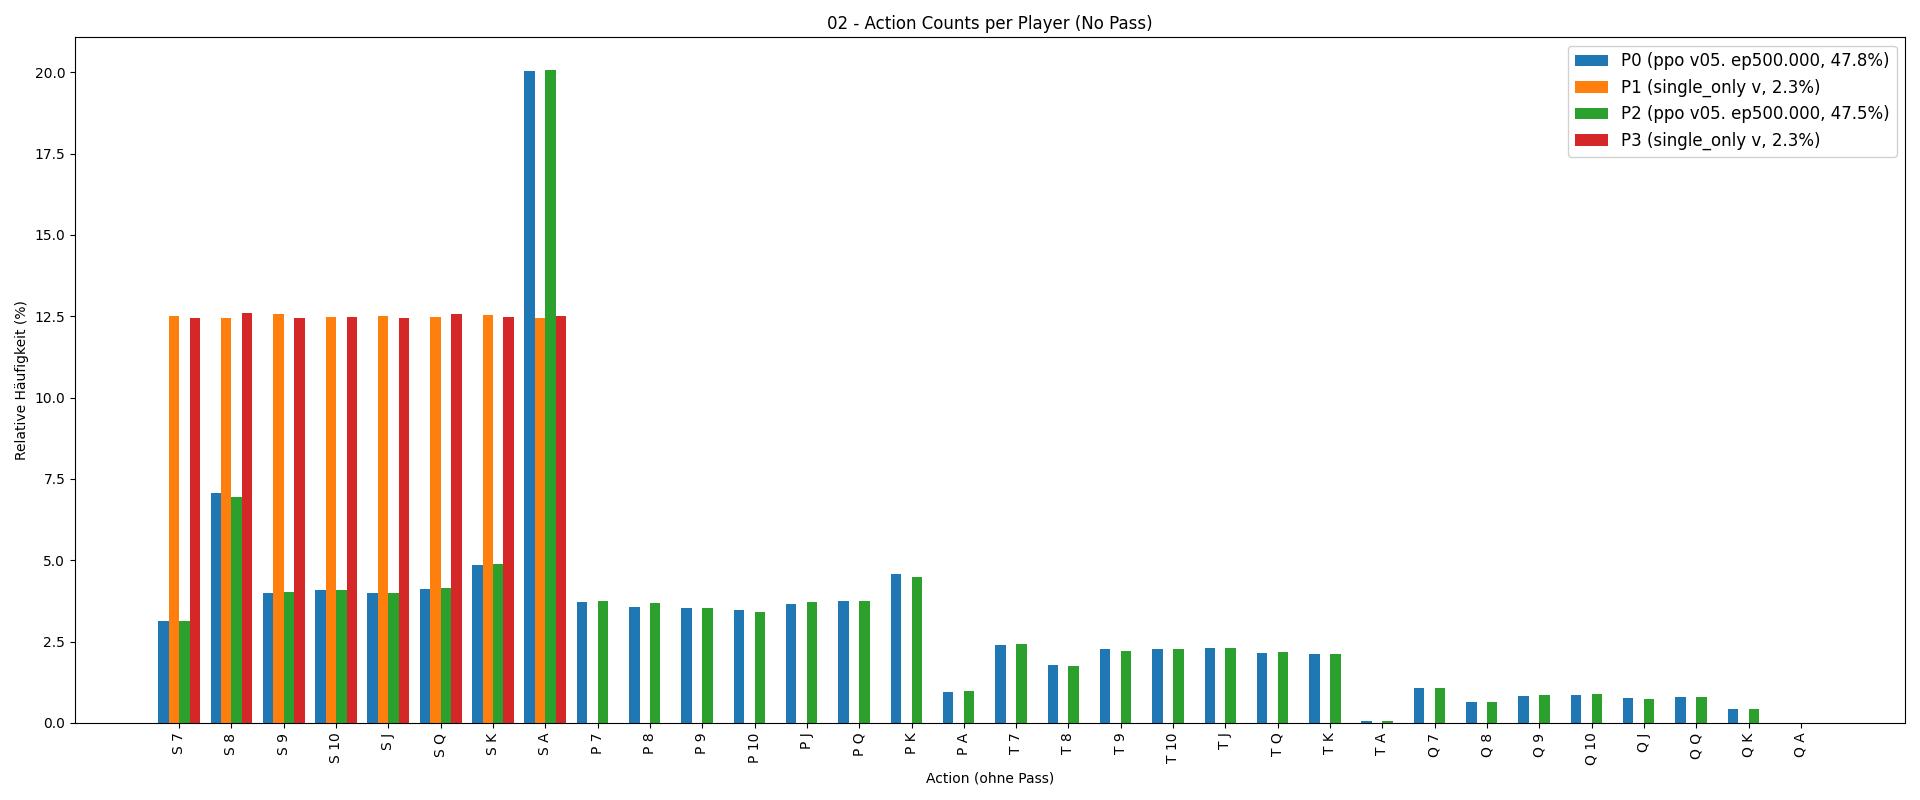 02 - Action Counts per Player (No Pass)
P0 (ppo v05. ep500.000, 47.8%)
P1 (single_only v, 2.3%)
P2 (ppo v05. ep500.000, 47.5%)
P3 (single_only v, 2.3%)
Relative Häufigkeit (%)
20.0
17.5
15.0
12.5
10.0
7.5
5.0
2.5
0.0
S 7
S 8
S 9
S 10
S J
S Q
S K
S A
P 7
P 8
P 9
P 10
P J
P Q
P K
P A
T 7
T 8
T 9
T 10
T J
T Q
T K
T A
Q 7
Q 8
Q 9
Q 10
Q J
Q Q
Q K
Q A
Action (ohne Pass)